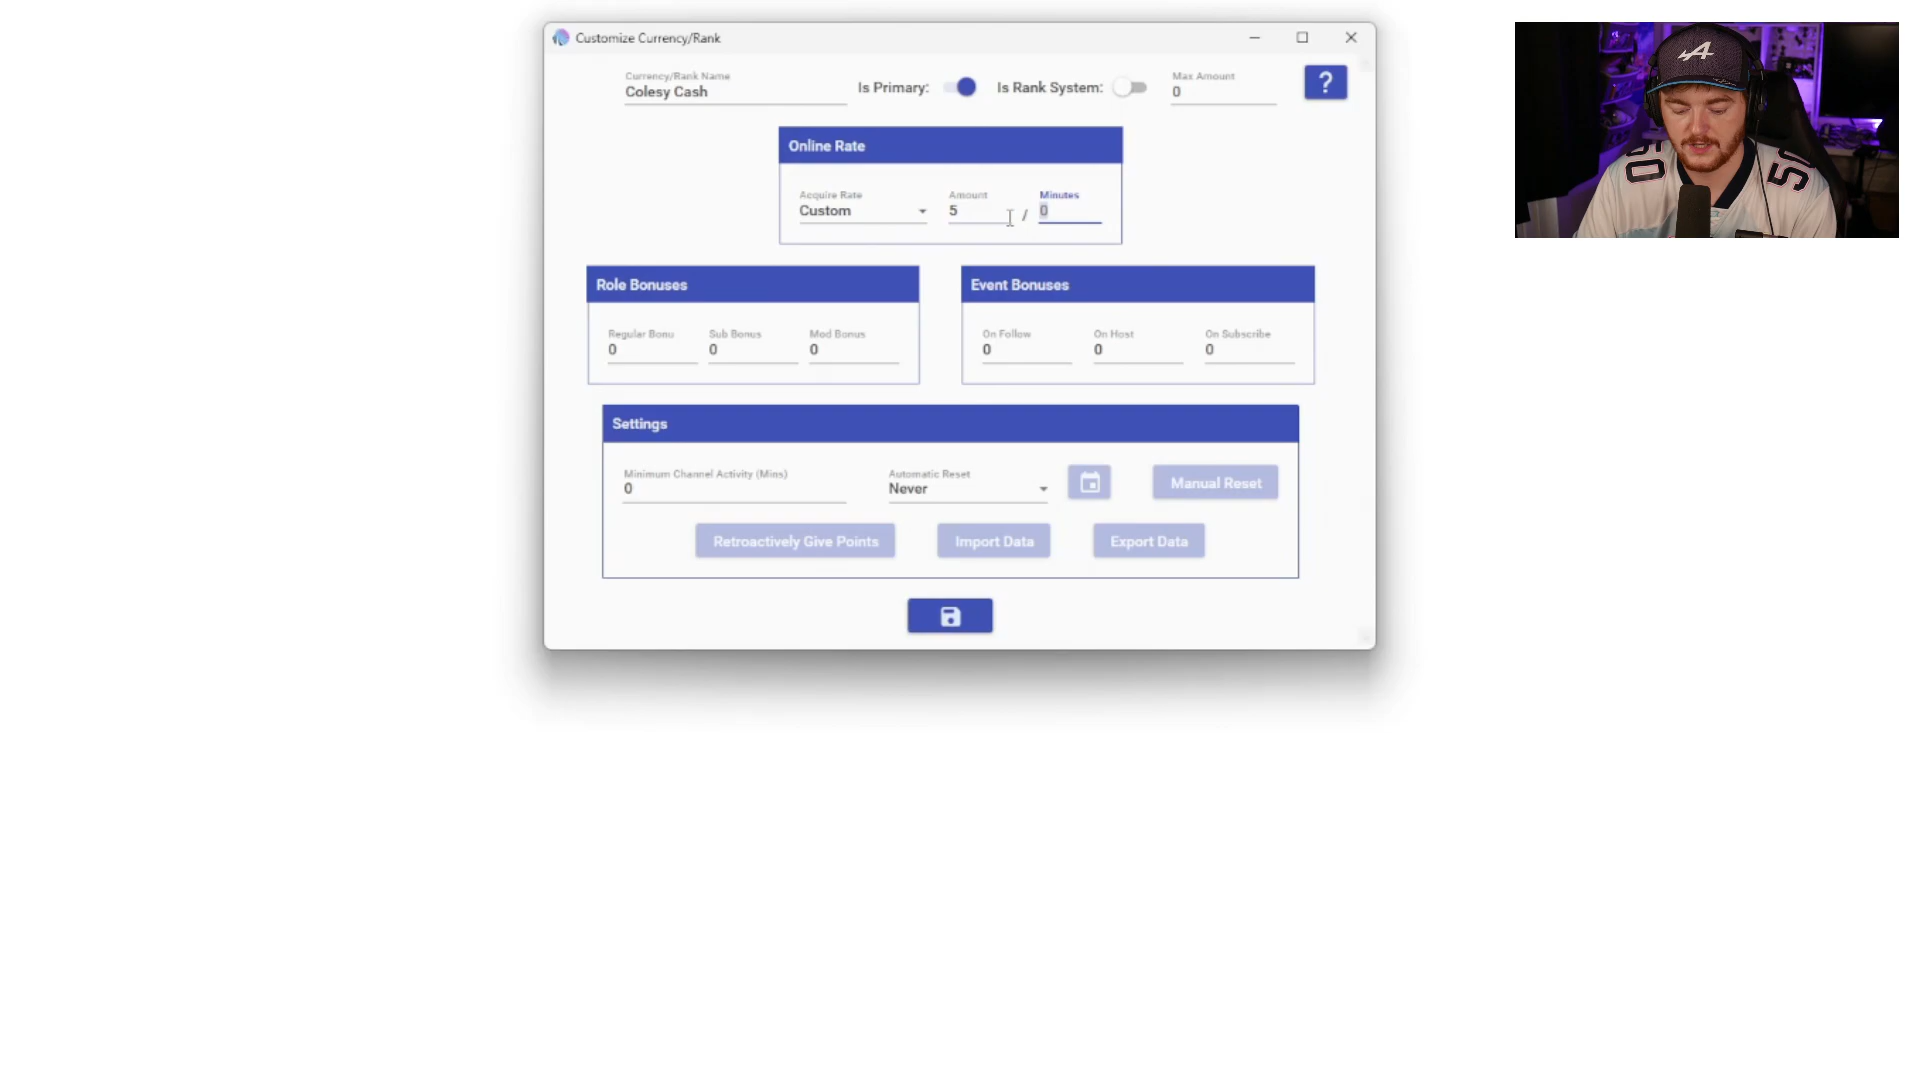 Customize Currency/Rank
Currency/Rank Name
Colesy Cash
Is Primary:
Is Rank System:
Max Amount
0
?
Online Rate
Acquire Rate
Custom
Amount
5
/
Minutes
0
Role Bonuses
Regular Bonu
0
Sub Bonus
0
Mod Bonus
0
Event Bonuses
On Follow
0
On Host
0
On Subscribe
0
Settings
Minimum Channel Activity (Mins)
0
Automatic Reset
Never
Manual Reset
Retroactively Give Points
Import Data
Export Data
50
50